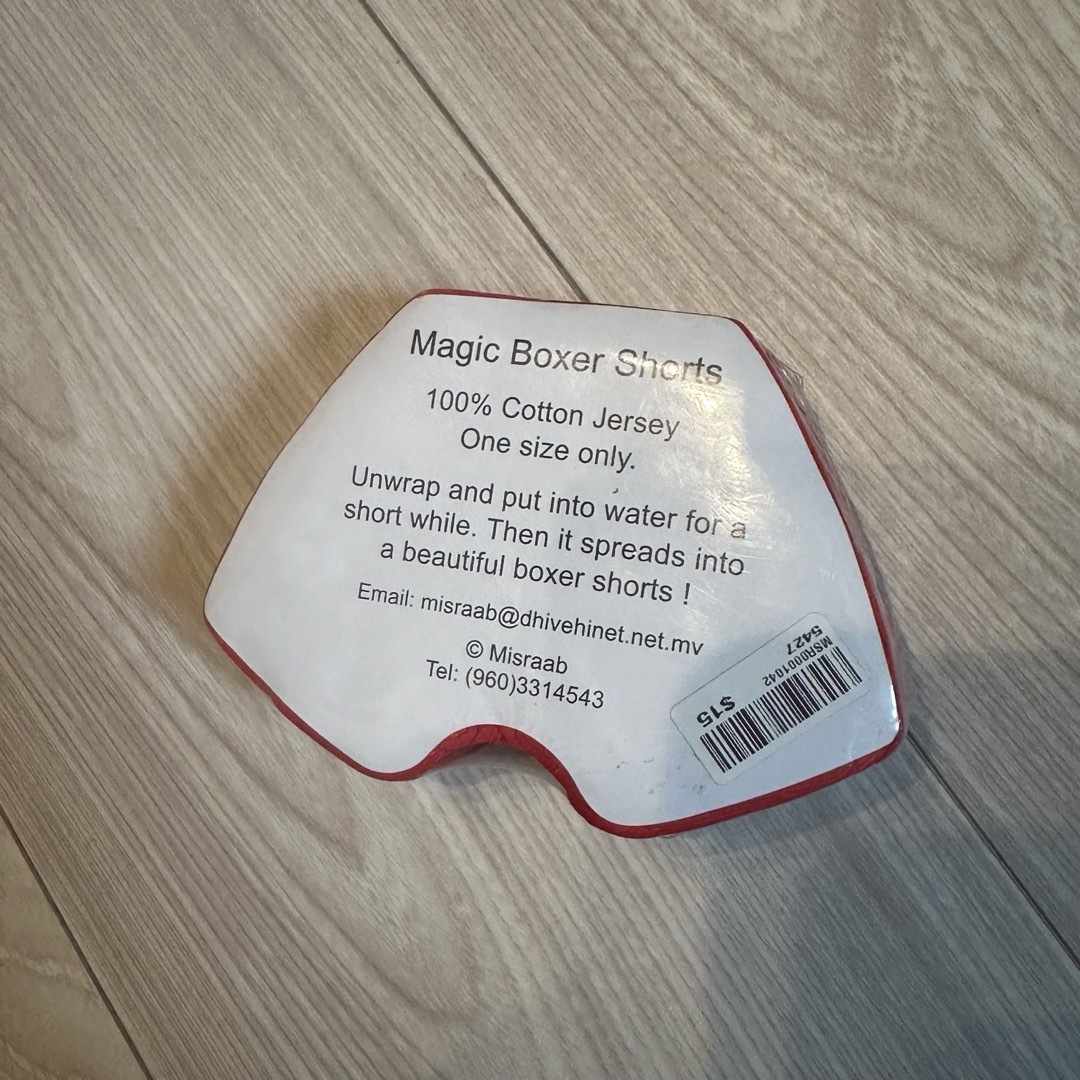 Magic Boxer Shorts
100% Cotton Jersey
One size only.
Unwrap and put into water for a
short while. Then it spreads into
a beautiful boxer shorts !
Email: misraab@dhivehinet.net.mv
© Misraab
Tel: (960)3314543
$15
MSR0001042
5427